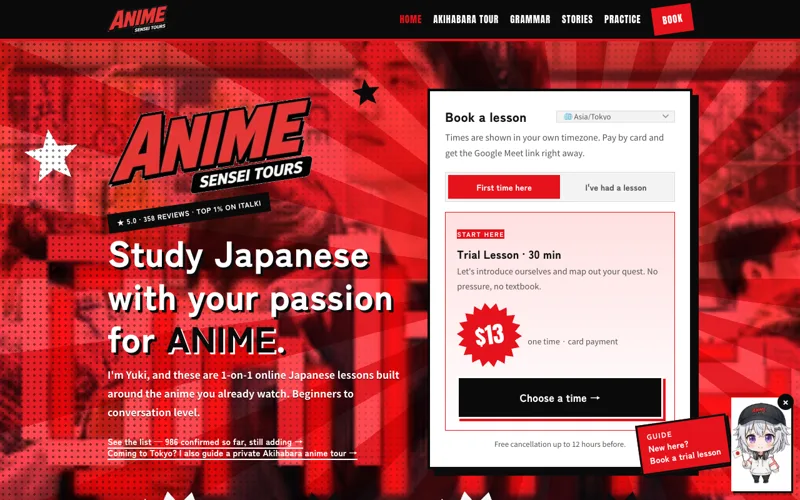 ANIME
SENSEI TOURS
HOME
AKIHABARA TOUR
GRAMMAR
STORIES
PRACTICE
BOOK
ANIME
SENSEI TOURS
★ 5.0 · 358 REVIEWS · TOP 1% ON ITALKI
Study Japanese
with your passion
for ANIME.
I'm Yuki, and these are 1-on-1 online Japanese lessons built
around the anime you already watch. Beginners to
conversation level.
See the list — 986 confirmed so far, still adding →
Coming to Tokyo? I also guide a private Akihabara anime tour →
Book a lesson
Asia/Tokyo
Times are shown in your own timezone. Pay by card and
get the Google Meet link right away.
First time here
I've had a lesson
START HERE
Trial Lesson · 30 min
Let's introduce ourselves and map out your quest. No
pressure, no textbook.
$13
one time · card payment
Choose a time →
Free cancellation up to 12 hours before.
GUIDE
New here?
Book a trial lesson
×